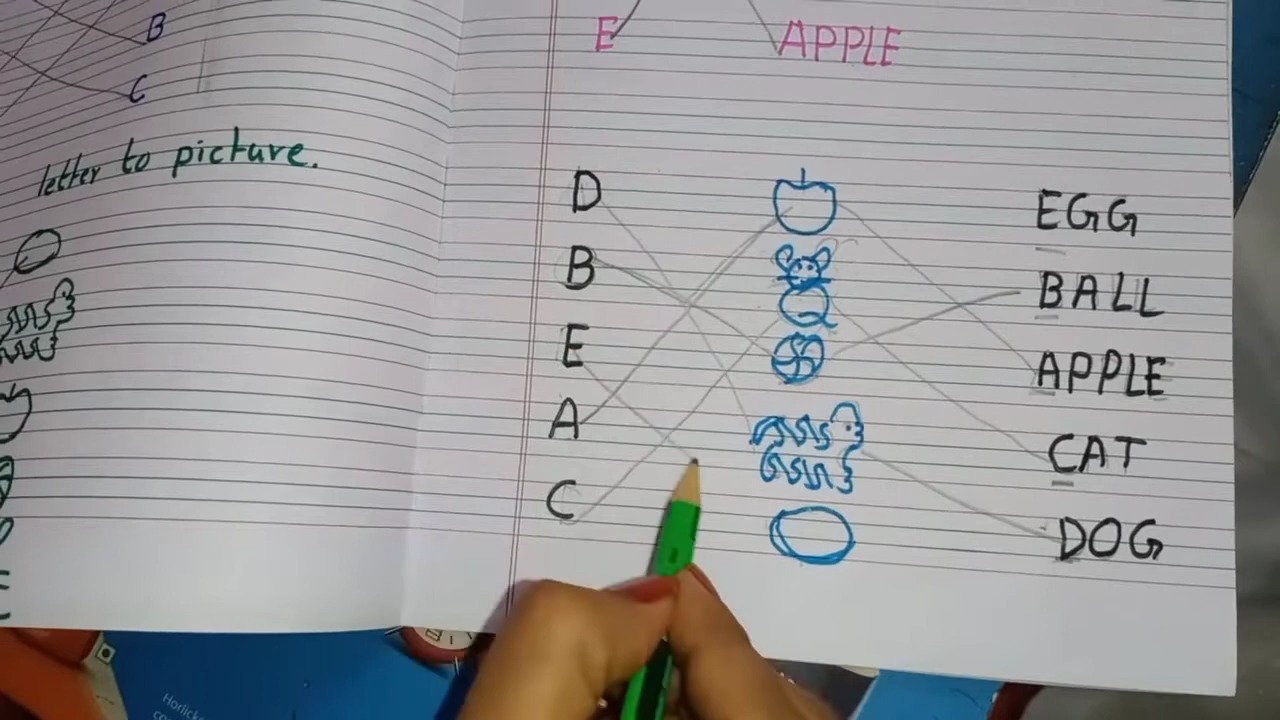 B
C
letter to picture.
E APPLE
D EGG
B BALL
E APPLE
A CAT
C DOG